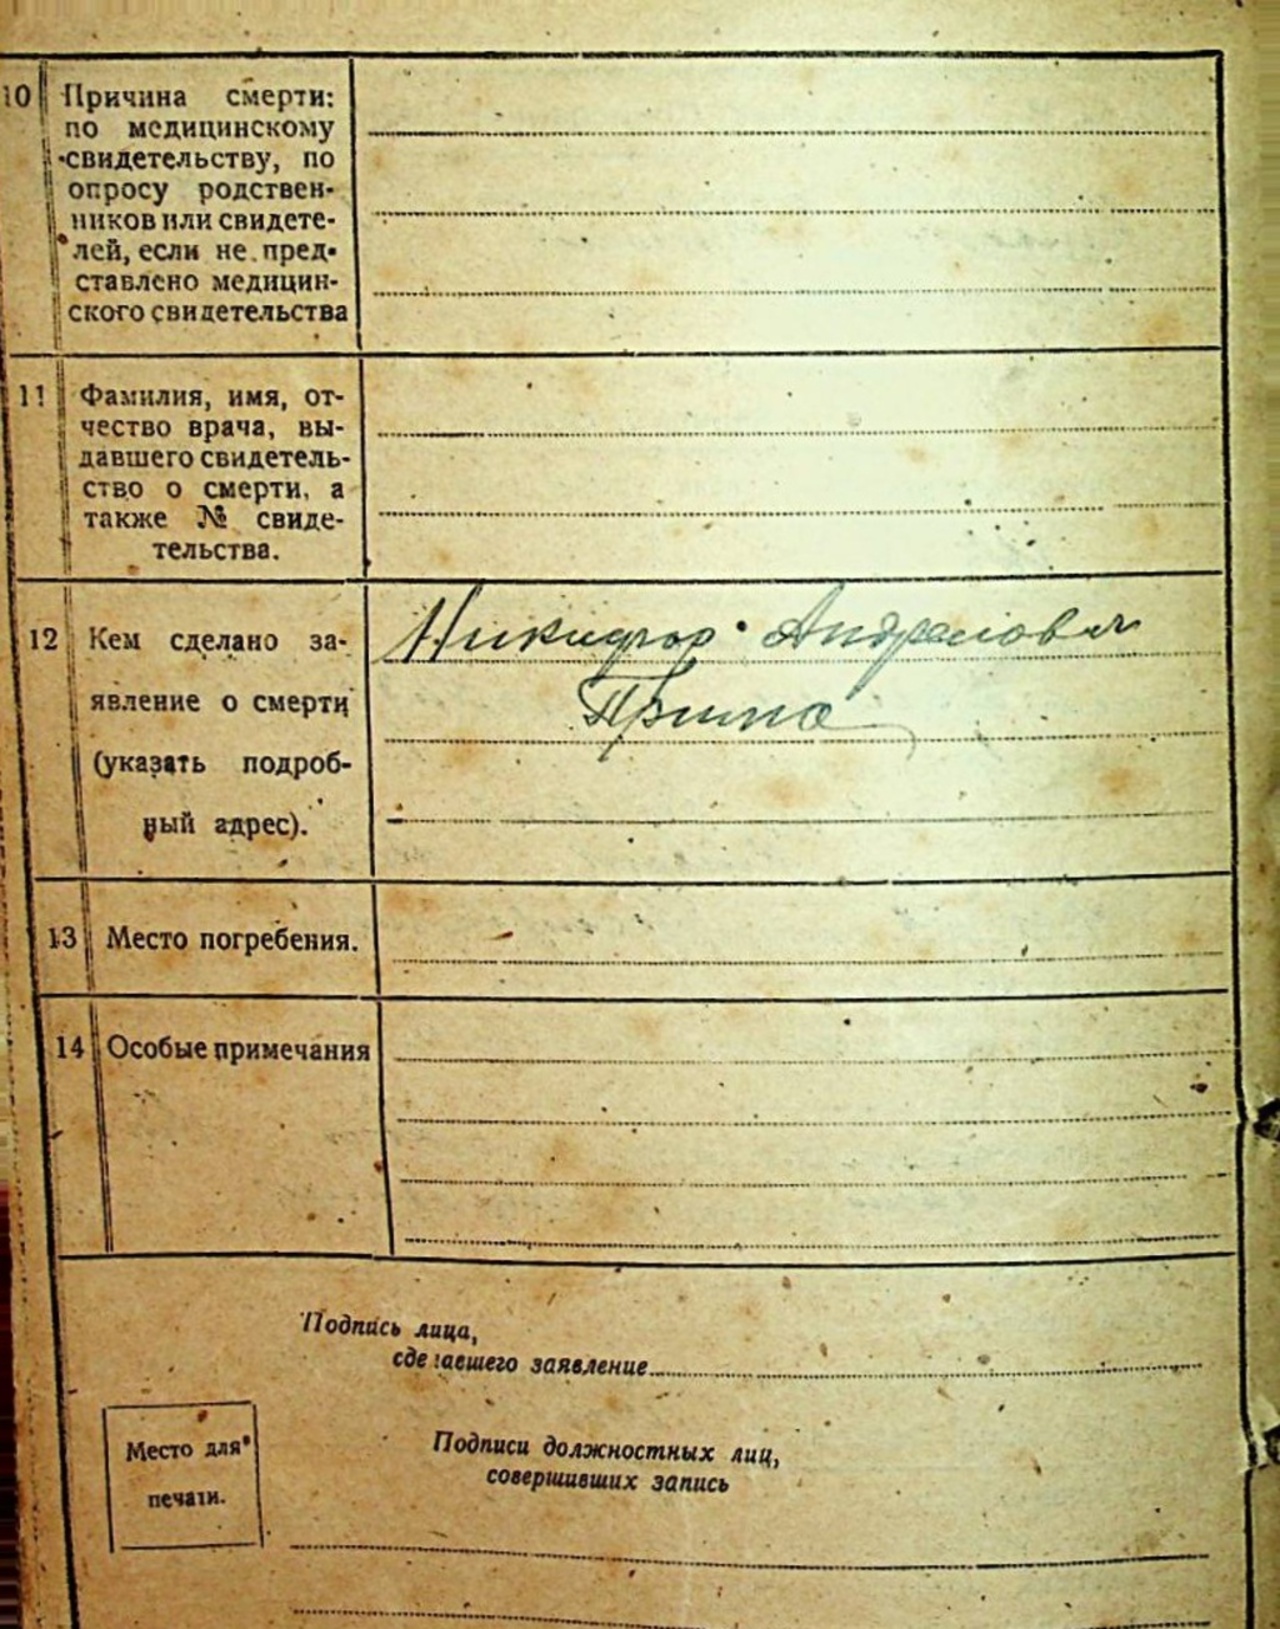 10 Причина смерти:
по медицинскому
свидетельству, по
опросу родствен-
ников или свидете-
лей, если не пред-
ставлено медицин-
ского свидетельства
11 Фамилия, имя, от-
чество врача, вы-
давшего свидетель-
ство о смерти, а
также № свиде-
тельства.
12 Кем сделано за-
явление о смерти
(указать подроб-
ный адрес).
Никифор
13 Место погребения.
14 Особые примечания
Подпись лица,
сделавшего заявление
Место для
печати.
Подписи должностных лиц,
совершивших запись